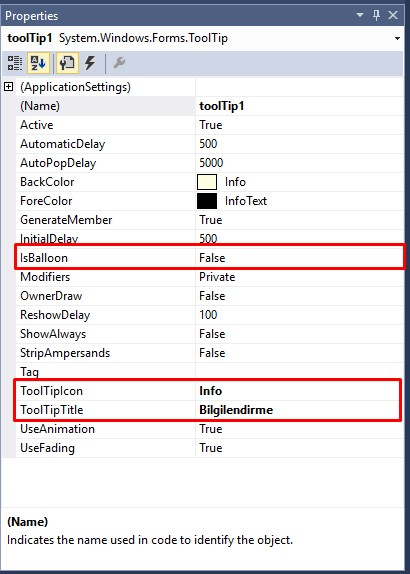 Properties
toolTip1 System.Windows.Forms.ToolTip
(ApplicationSettings)
(Name) toolTip1
Active True
AutomaticDelay 500
AutoPopDelay 5000
BackColor Info
ForeColor InfoText
GenerateMember True
InitialDelay 500
IsBalloon False
Modifiers Private
OwnerDraw False
ReshowDelay 100
ShowAlways False
StripAmpersands False
Tag
ToolTipIcon Info
ToolTipTitle Bilgilendirme
UseAnimation True
UseFading True
(Name)
Indicates the name used in code to identify the object.